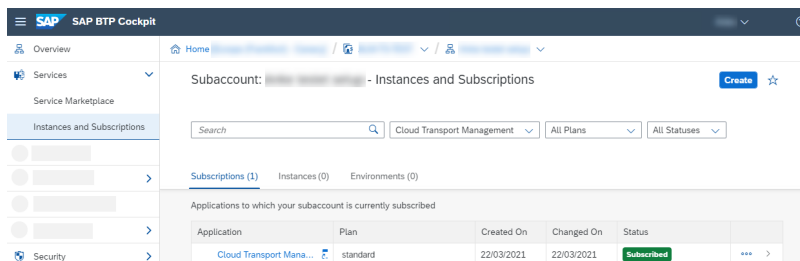 SAP SAP BTP Cockpit
Overview
Home / /
Services
Subaccount: - Instances and Subscriptions
Create
Service Marketplace
Instances and Subscriptions
Search
Cloud Transport Management
All Plans
All Statuses
Subscriptions (1) Instances (0) Environments (0)
Applications to which your subaccount is currently subscribed
Application Plan Created On Changed On Status
Cloud Transport Mana... standard 22/03/2021 22/03/2021 Subscribed
Security